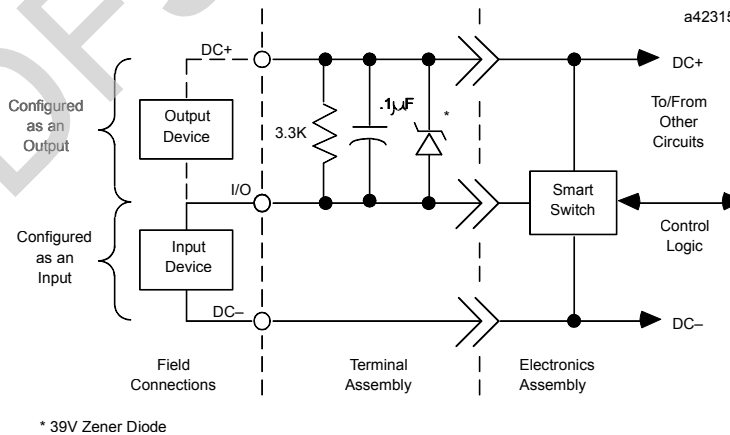 a42315
DC+
DC+
Configured
as an
Output
Output
Device
3.3K
.1µF
*
To/From
Other
Circuits
I/O
Smart
Switch
Configured
as an
Input
Input
Device
Control
Logic
DC–
DC–
Field
Connections
Terminal
Assembly
Electronics
Assembly
* 39V Zener Diode